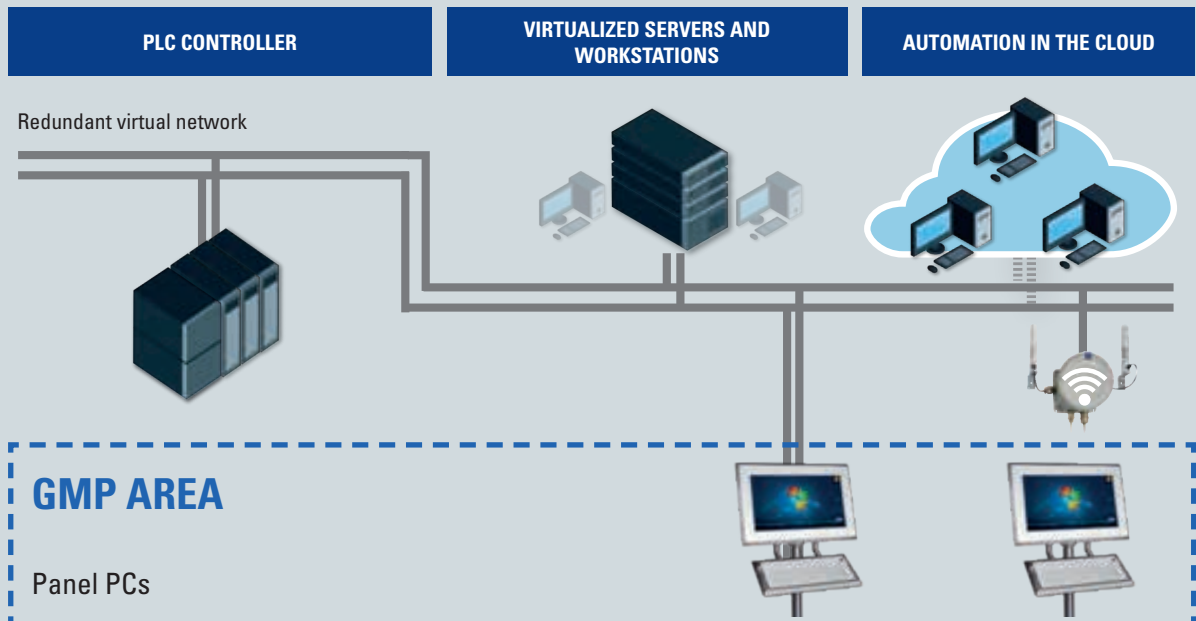 PLC CONTROLLER
VIRTUALIZED SERVERS AND
WORKSTATIONS
AUTOMATION IN THE CLOUD
Redundant virtual network
GMP AREA
Panel PCs